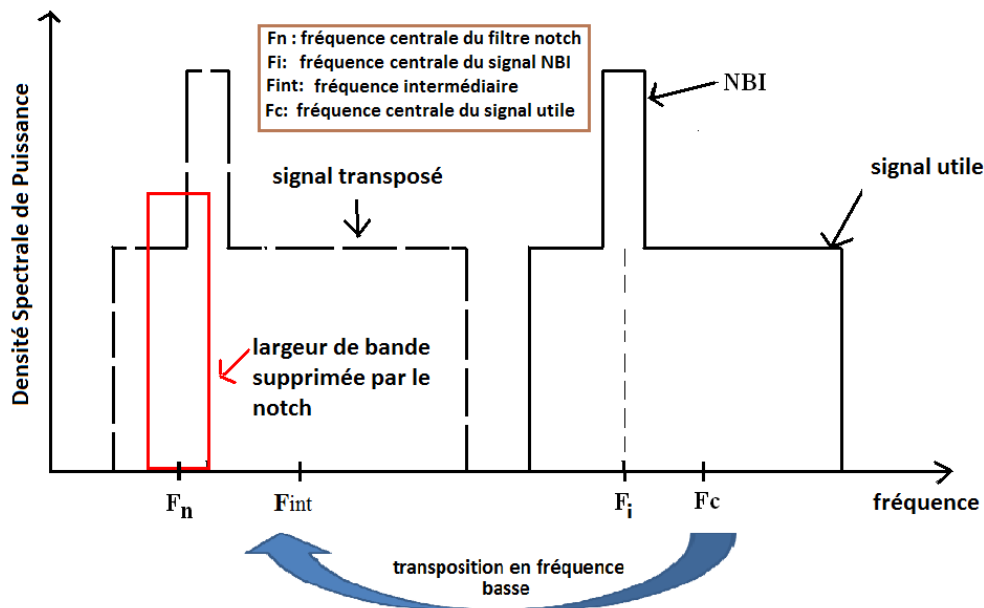 Fn : fréquence centrale du filtre notch
Fi: fréquence centrale du signal NBI
Fint: fréquence intermédiaire
Fc: fréquence centrale du signal utile
NBI
signal utile
signal transposé
Densité Spectrale de Puissance
largeur de bande
supprimée par le
notch
Fn
Fint
Fi
Fc
fréquence
transposition en fréquence
basse